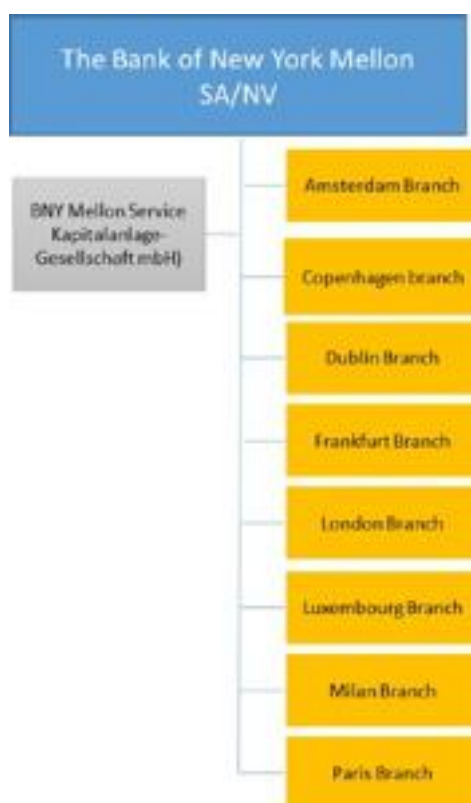 The Bank of New York Mellon
SA/NV
BNY Mellon Service
Kapitalanlage-
Gesellschaft mbH)
Amsterdam Branch
Copenhagen branch
Dublin Branch
Frankfurt Branch
London Branch
Luxembourg Branch
Milan Branch
Paris Branch